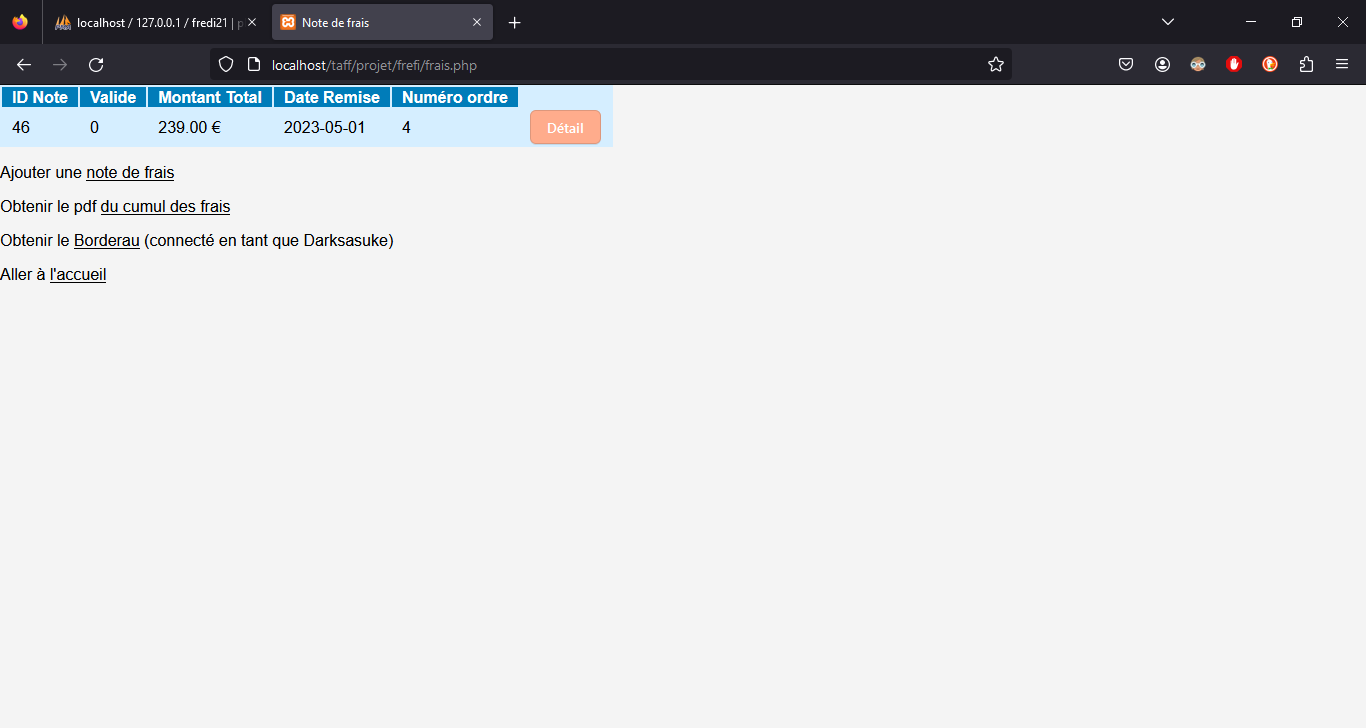 localhost / 127.0.0.1 / fredi21 | p
Note de frais
localhost/taff/projet/frefi/frais.php
ID Note Valide Montant Total Date Remise Numéro ordre
46 0 239.00 € 2023-05-01 4 Détail
Ajouter une note de frais
Obtenir le pdf du cumul des frais
Obtenir le Borderau (connecté en tant que Darksasuke)
Aller à l'accueil